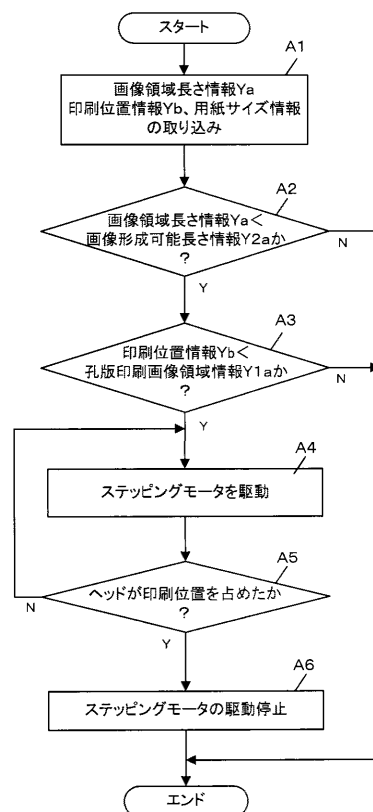 スタート
A1
画像領域長さ情報Ya
印刷位置情報Yb、用紙サイズ情報
の取り込み
A2
画像領域長さ情報Ya<
画像形成可能長さ情報Y2aか
?
N
Y
A3
印刷位置情報Yb<
孔版印刷画像領域情報Y1aか
?
N
Y
A4
ステッピングモータを駆動
A5
ヘッドが印刷位置を占めたか
?
N
Y
A6
ステッピングモータの駆動停止
エンド